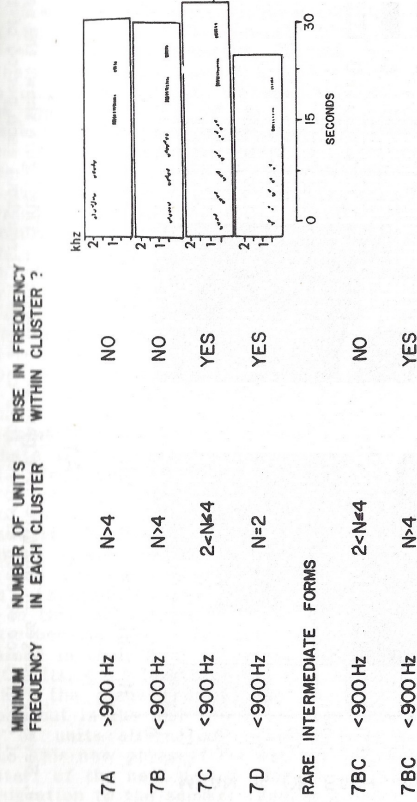 MINIMUM NUMBER OF UNITS RISE IN FREQUENCY
FREQUENCY IN EACH CLUSTER WITHIN CLUSTER ?
khz
7A >900 Hz N>4 NO 2- 1-
7B <900 Hz N>4 NO 2- 1-
7C <900 Hz 2<N≤4 YES 2- 1-
7D <900 Hz N=2 YES 2- 1-
0 15 30
SECONDS
RARE INTERMEDIATE FORMS
7BC <900 Hz 2<N≤4 NO
7BC <900 Hz N>4 YES